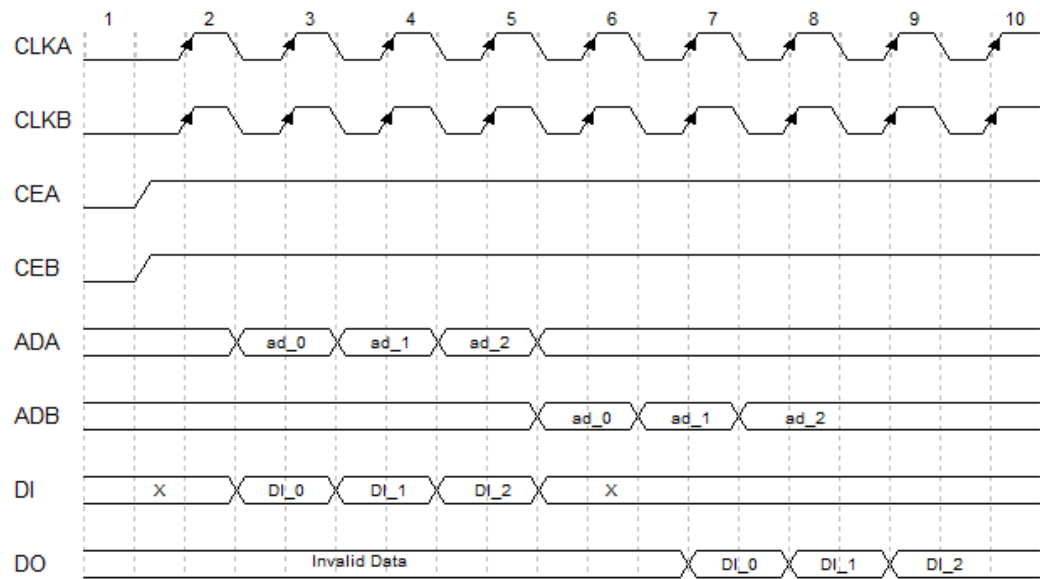 1 2 3 4 5 6 7 8 9 10
CLKA
CLKB
CEA
CEB
ADA ad_0 ad_1 ad_2
ADB ad_0 ad_1 ad_2
DI X DI_0 DI_1 DI_2 X
DO Invalid Data DI_0 DI_1 DI_2